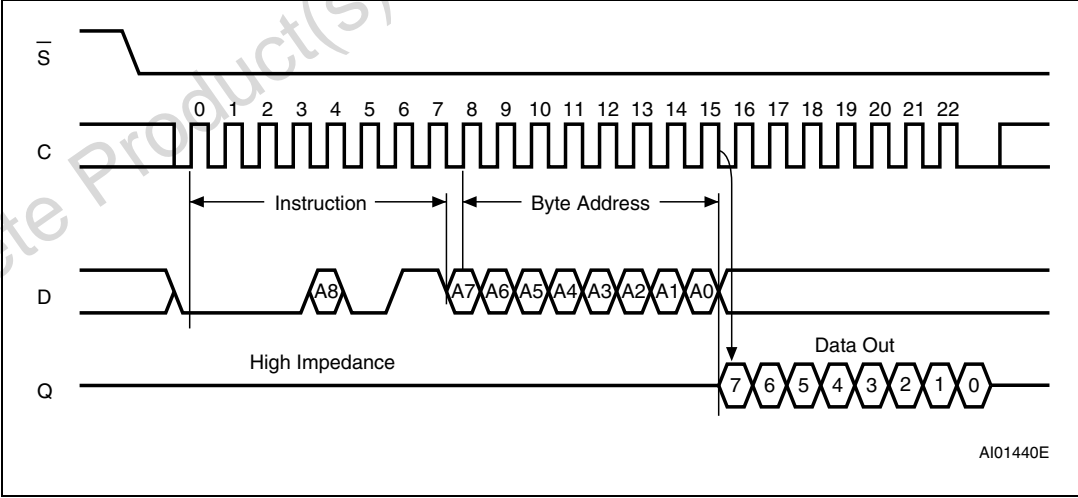 ete Product(s)
S̅
C
0 1 2 3 4 5 6 7 8 9 10 11 12 13 14 15 16 17 18 19 20 21 22
Instruction
Byte Address
D
A8
A7 A6 A5 A4 A3 A2 A1 A0
High Impedance
Data Out
Q
7 6 5 4 3 2 1 0
AI01440E